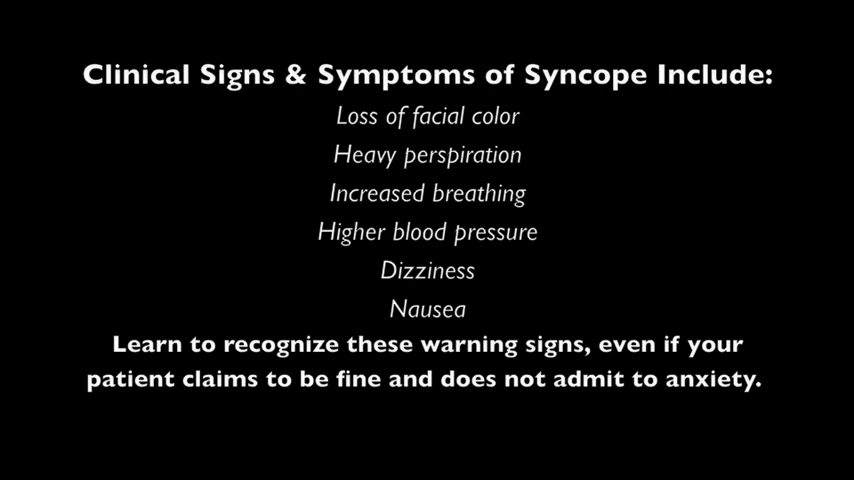 Clinical Signs & Symptoms of Syncope Include:
Loss of facial color
Heavy perspiration
Increased breathing
Higher blood pressure
Dizziness
Nausea
Learn to recognize these warning signs, even if your
patient claims to be fine and does not admit to anxiety.